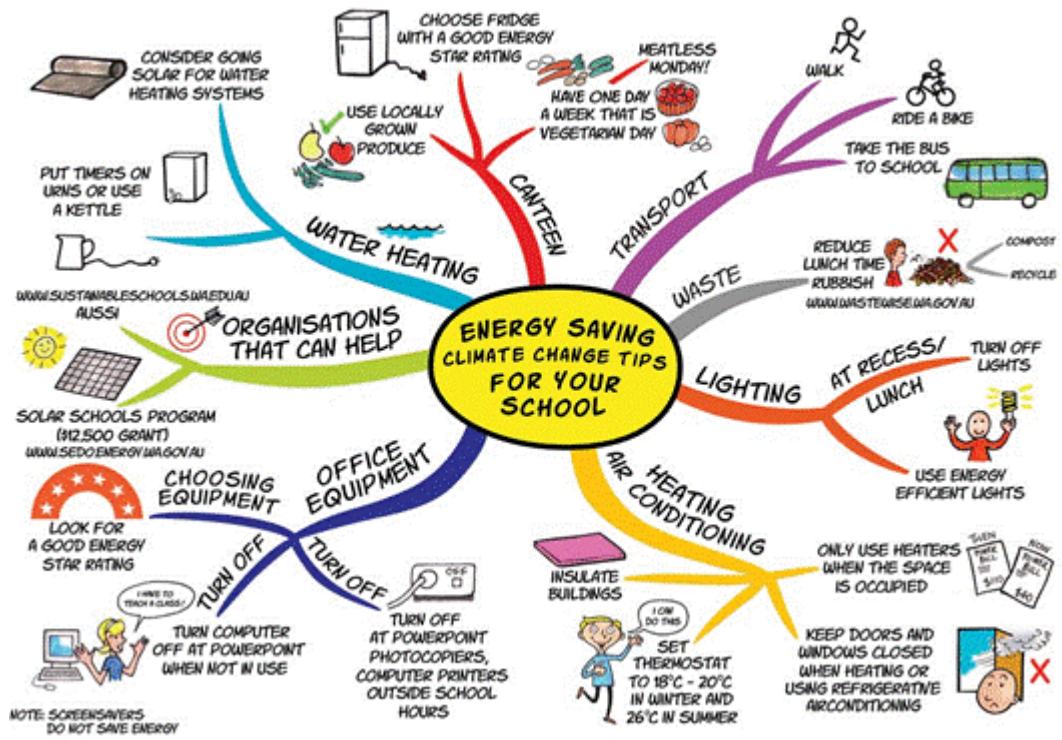 ENERGY SAVING
CLIMATE CHANGE TIPS
FOR YOUR
SCHOOL
CANTEEN
CHOOSE FRIDGE
WITH A GOOD ENERGY
STAR RATING
MEATLESS
MONDAY!
HAVE ONE DAY
A WEEK THAT IS
VEGETARIAN DAY
USE LOCALLY
GROWN
PRODUCE
TRANSPORT
WALK
RIDE A BIKE
TAKE THE BUS
TO SCHOOL
WASTE
REDUCE
LUNCH TIME
RUBBISH
WWW.WASTEWISE.WA.GOV.AU
COMPOST
RECYCLE
LIGHTING
AT RECESS/
LUNCH
TURN OFF
LIGHTS
USE ENERGY
EFFICIENT LIGHTS
HEATING
AIR CONDITIONING
ONLY USE HEATERS
WHEN THE SPACE
IS OCCUPIED
THEN
POWER
BILL
$110
NOW
POWER
BILL
$40
KEEP DOORS AND
WINDOWS CLOSED
WHEN HEATING OR
USING REFRIGERATIVE
AIRCONDITIONING
INSULATE
BUILDINGS
I CAN
DO THIS
SET
THERMOSTAT
TO 18°C - 20°C
IN WINTER AND
26°C IN SUMMER
OFFICE
EQUIPMENT
CHOOSING
EQUIPMENT
LOOK FOR
A GOOD ENERGY
STAR RATING
TURN OFF
I HAVE TO
TEACH A CLASS!
TURN COMPUTER
OFF AT POWERPOINT
WHEN NOT IN USE
NOTE: SCREENSAVERS
DO NOT SAVE ENERGY
TURN OFF
OFF
TURN OFF
AT POWERPOINT
PHOTOCOPIERS,
COMPUTER PRINTERS
OUTSIDE SCHOOL
HOURS
ORGANISATIONS
THAT CAN HELP
WWW.SUSTAINABLESCHOOLS.WA.EDU.AU
AUSSI
SOLAR SCHOOLS PROGRAM
($12,500 GRANT)
WWW.SEDO.ENERGY.WA.GOV.AU
WATER HEATING
CONSIDER GOING
SOLAR FOR WATER
HEATING SYSTEMS
PUT TIMERS ON
URNS OR USE
A KETTLE